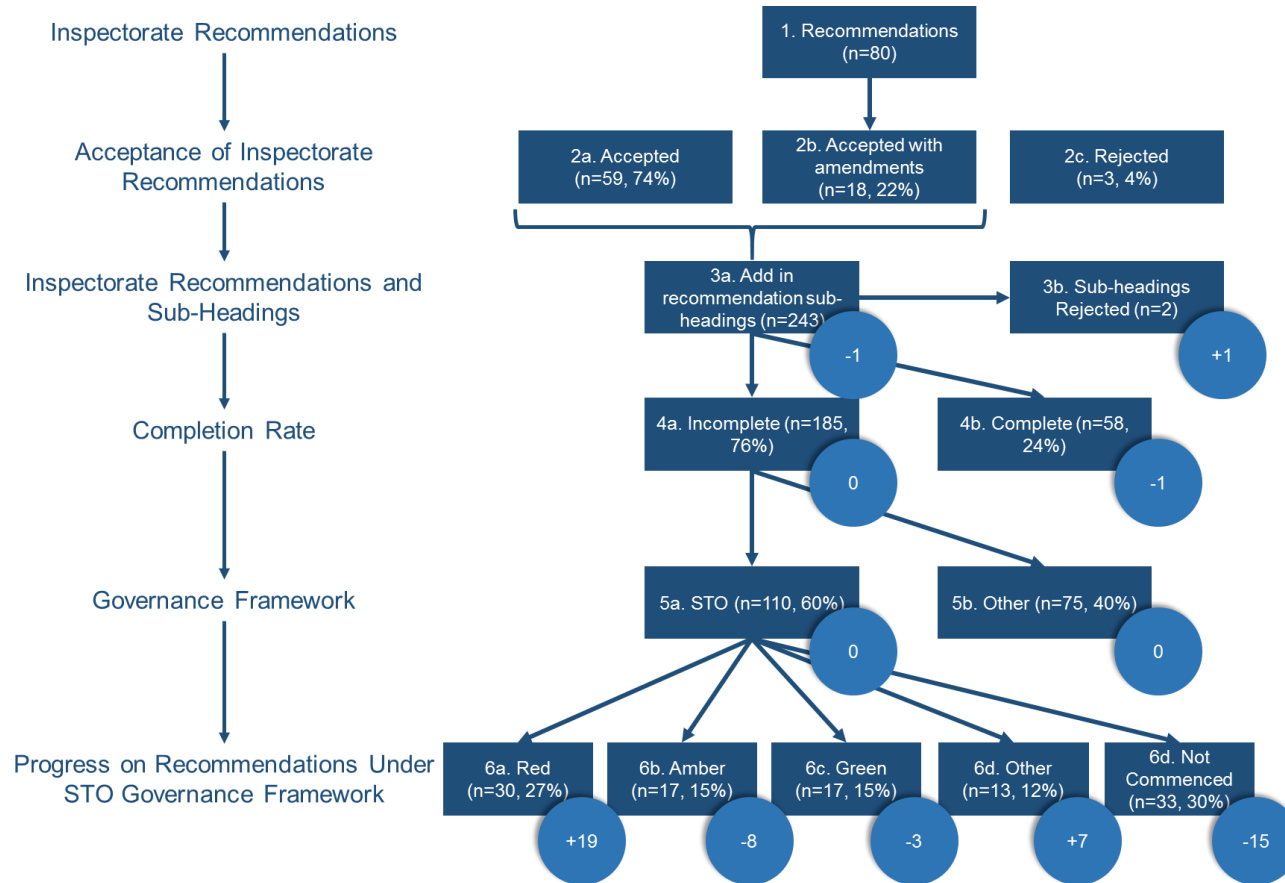 Inspectorate Recommendations
1. Recommendations
(n=80)
Acceptance of Inspectorate
Recommendations
2a. Accepted
(n=59, 74%)
2b. Accepted with
amendments
(n=18, 22%)
2c. Rejected
(n=3, 4%)
Inspectorate Recommendations and
Sub-Headings
3a. Add in
recommendation sub-
headings (n=243)
-1
3b. Sub-headings
Rejected (n=2)
+1
Completion Rate
4a. Incomplete (n=185,
76%)
0
4b. Complete (n=58,
24%)
-1
Governance Framework
5a. STO (n=110, 60%)
0
5b. Other (n=75, 40%)
0
Progress on Recommendations Under
STO Governance Framework
6a. Red
(n=30, 27%)
+19
6b. Amber
(n=17, 15%)
-8
6c. Green
(n=17, 15%)
-3
6d. Other
(n=13, 12%)
+7
6d. Not
Commenced
(n=33, 30%)
-15